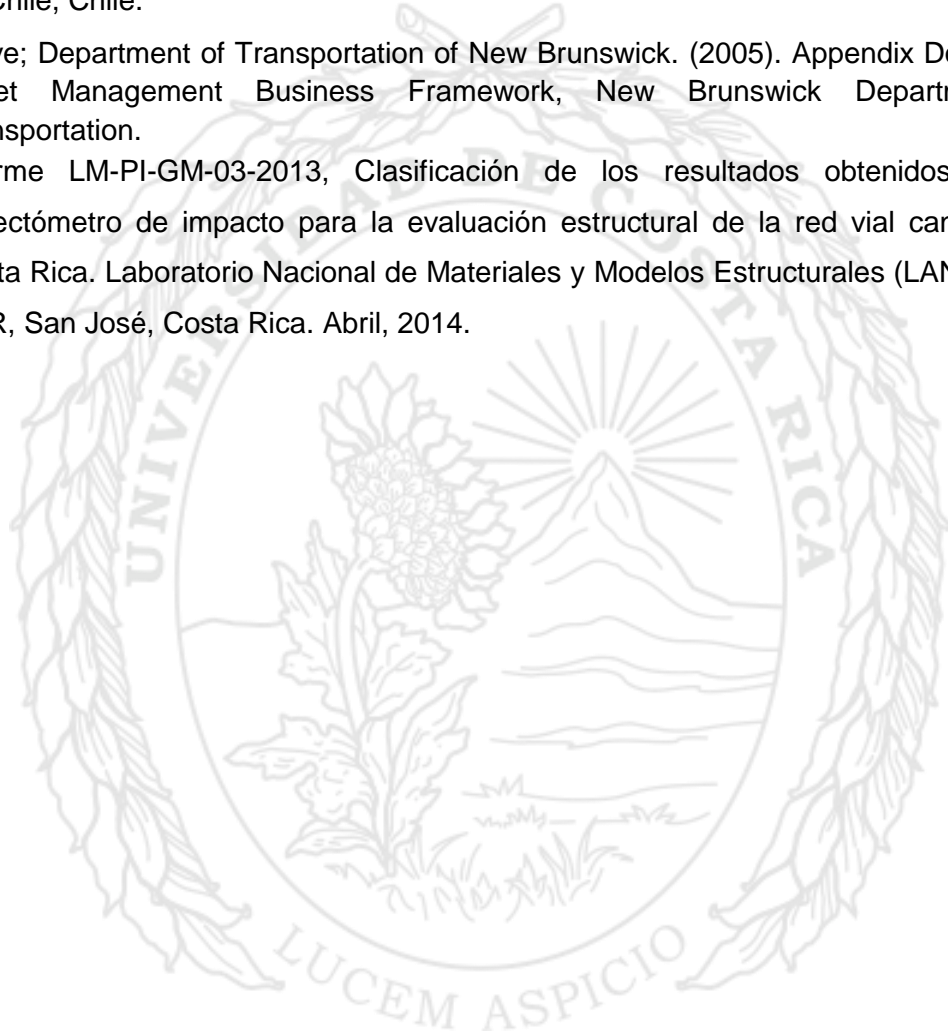 Chile, Chile.
ve; Department of Transportation of New Brunswick. (2005). Appendix D
et Management Business Framework, New Brunswick Departm
nsportation.
rme LM-PI-GM-03-2013, Clasificación de los resultados obtenidos
ectómetro de impacto para la evaluación estructural de la red vial can
ta Rica. Laboratorio Nacional de Materiales y Modelos Estructurales (LAN
R, San José, Costa Rica. Abril, 2014.
UNIVERSIDAD DE COSTA RICA
LUCEM ASPICIO